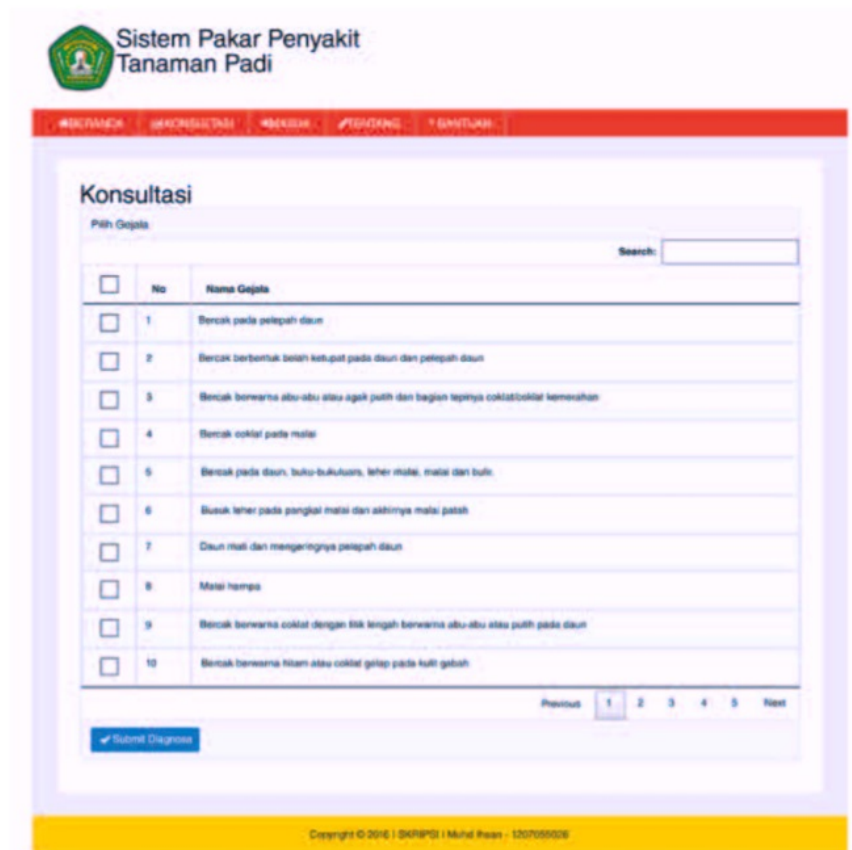 Sistem Pakar Penyakit
Tanaman Padi
BERANDA KONSULTASI TENTANG ? BANTUAN
Konsultasi
Pilih Gejala
Search:
No Nama Gejala
1 Bercak pada pelepah daun
2 Bercak berbentuk belah ketupat pada daun dan pelepah daun
3 Bercak berwarna abu-abu atau agak putih dan bagian tepinya coklat/coklat kemerahan
4 Bercak coklat pada malai
5 Bercak pada daun, leher malai, malai dan bulir.
6 Busuk leher pada pangkal malai dan akhirnya malai patah
7 Daun mati dan mengeringnya pelepah daun
8 Malai hampa
9 Bercak berwarna coklat dengan titik tengah berwarna abu-abu atau putih pada daun
10 Bercak berwarna hitam atau coklat gelap pada kulit gabah
Previous 1 2 3 4 5 Next
Submit Diagnosa
Copyright © 2016 | SKRIPSI | Mohd Ihsan -